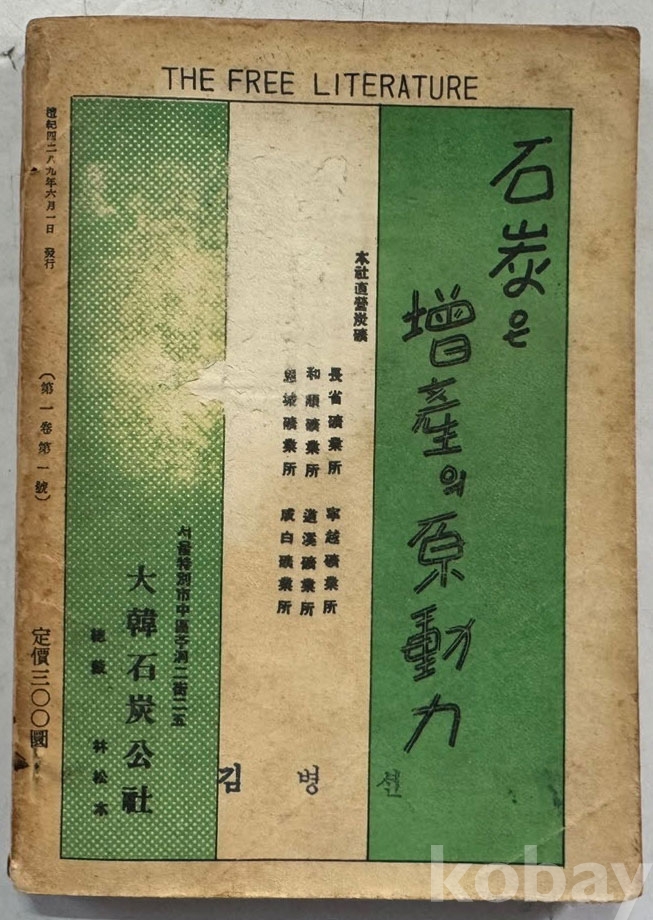 THE FREE LITERATURE
石炭은
增產의 原動力
本社直營炭礦
長省礦業所 寧越礦業所
和順礦業所 道溪礦業所
恩城礦業所 咸白礦業所
서울特別市中區 二街二五
大韓石炭公社
總裁 林松本
김 병
檀紀四二八九年六月一日 發行
(第一卷第一號)
定價三〇〇圜
kobay